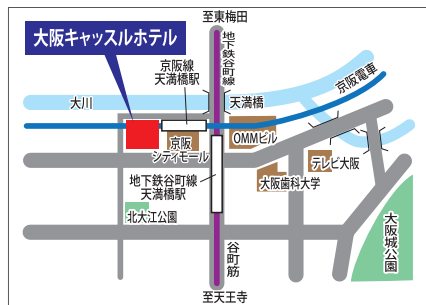 至東梅田
大阪キャッスルホテル
地下鉄谷町線
京阪線
天満橋駅
京阪電車
大川
天満橋
OMMビル
京阪
シティモール
テレビ大阪
地下鉄谷町線
天満橋駅
大阪歯科大学
北大江公園
大阪城公園
谷町筋
至天王寺